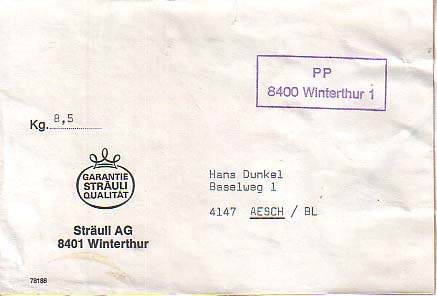 PP
8400 Winterthur 1
Kg. 8,5
GARANTIE
STRÄULI
QUALITÄT
Sträuli AG
8401 Winterthur
Hans Dunkel
Baselweg 1
4147 AESCH / BL
78188